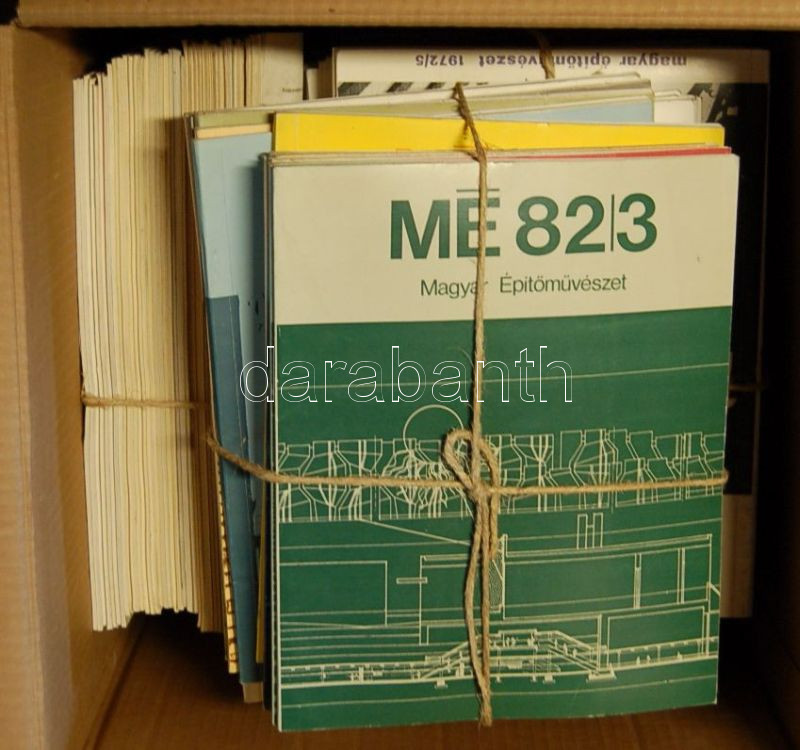 magyar építőművészet 1972/5
MÉ 82|3
Magyar Építőművészet
darabanth